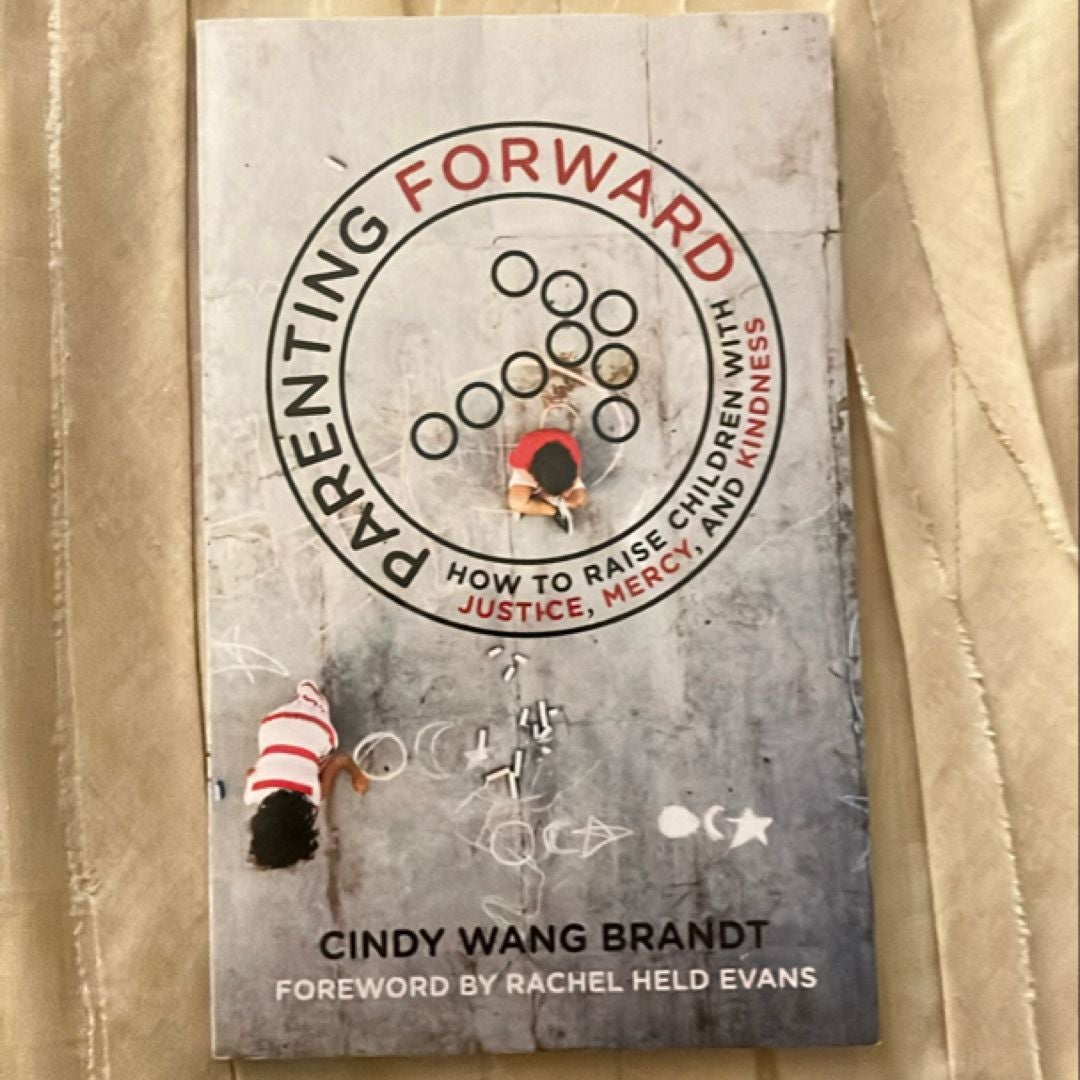 PARENTING FORWARD
HOW TO RAISE CHILDREN WITH
JUSTICE, MERCY, AND KINDNESS
CINDY WANG BRANDT
FOREWORD BY RACHEL HELD EVANS